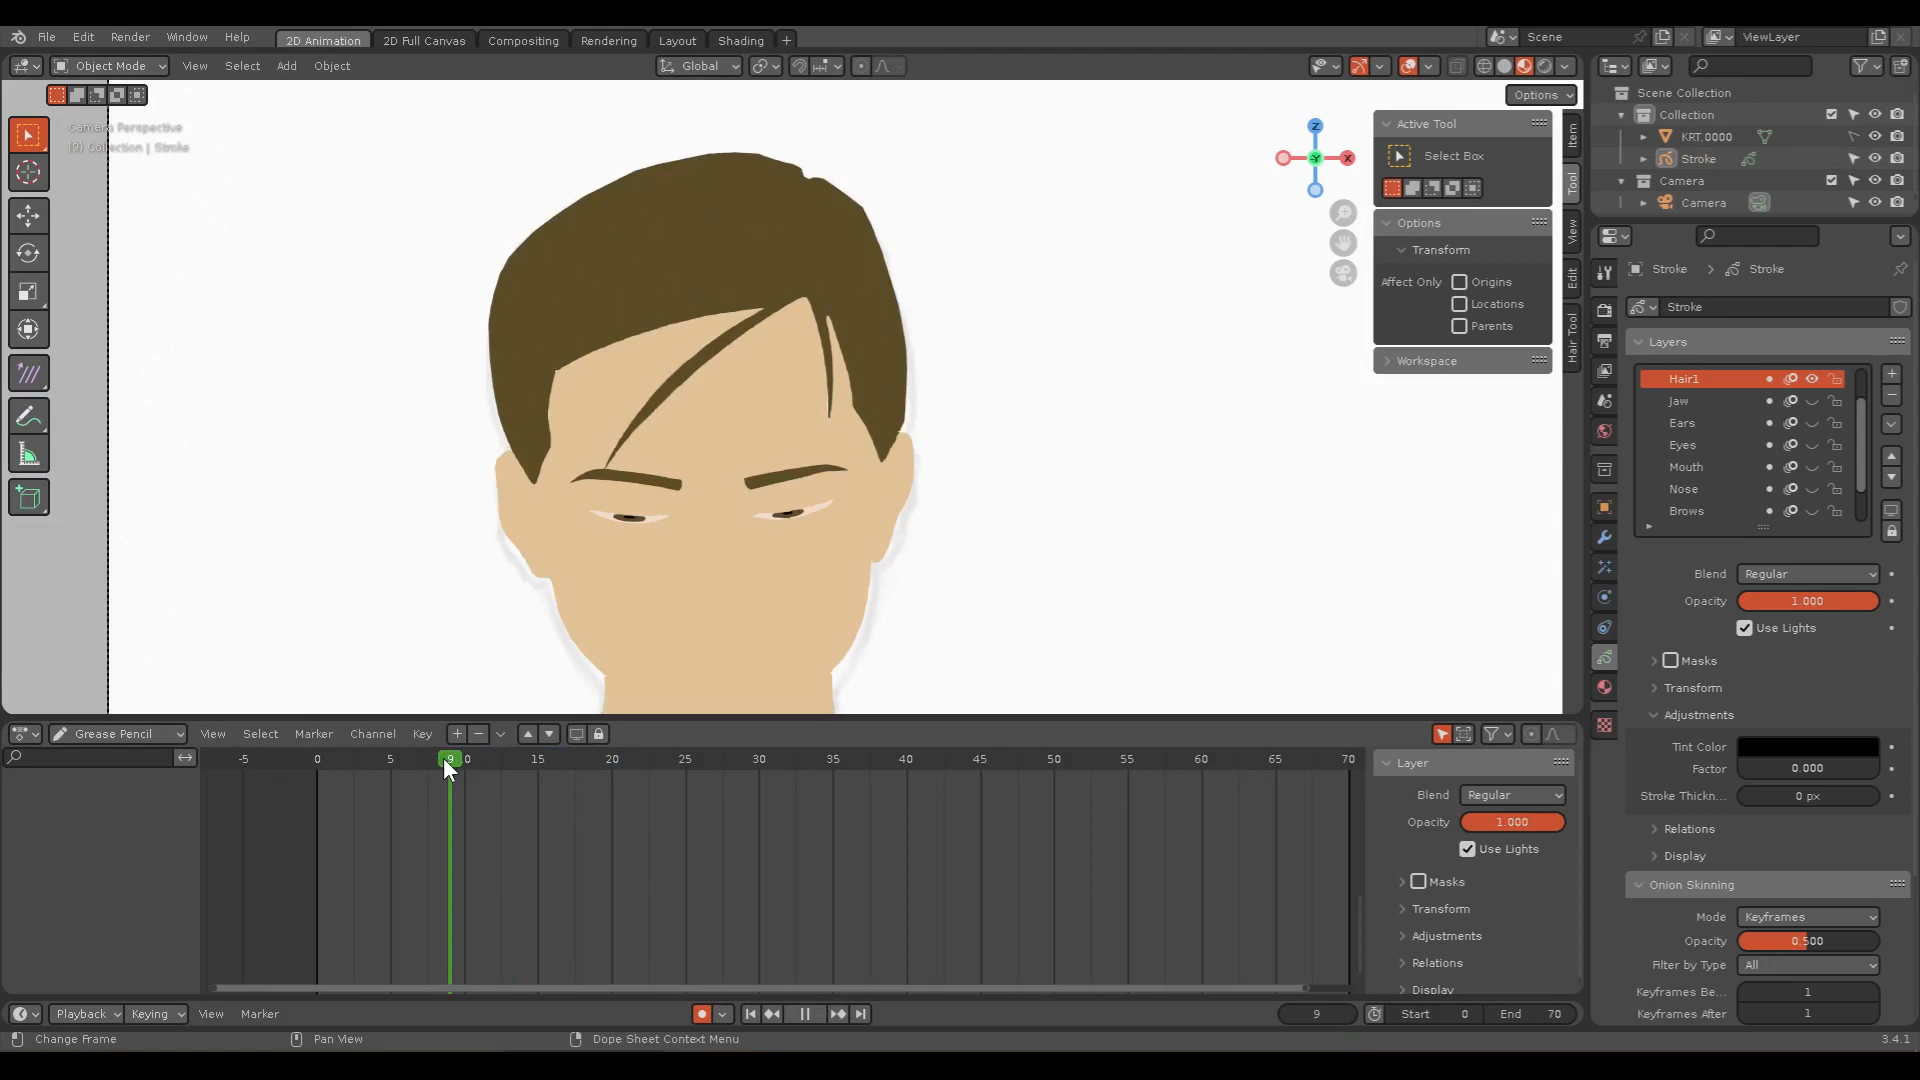 File Edit Render Window Help 2D Animation 2D Full Canvas Compositing Rendering Layout Shading + Scene ViewLayer
Object Mode View Select Add Object Global
Options
Camera Perspective
(9) Collection | Stroke
Z
-Y
X
Active Tool
Select Box
Options
Transform
Affect Only Origins
Locations
Parents
Workspace
Item
Tool
View
Edit
Hair Tool
Scene Collection
Collection
KRT.0000
Stroke
Camera
Camera
Stroke > Stroke
Stroke
Layers
Hair1
Jaw
Ears
Eyes
Mouth
Nose
Brows
Blend Regular
Opacity 1.000
Use Lights
Masks
Transform
Adjustments
Tint Color
Factor 0.000
Stroke Thickn... 0 px
Relations
Display
Onion Skinning
Mode Keyframes
Opacity 0.500
Filter by Type All
Keyframes Be... 1
Keyframes After 1
Grease Pencil View Select Marker Channel Key
-5 0 5 9 15 20 25 30 35 40 45 50 55 60 65 70
Layer
Blend Regular
Opacity 1.000
Use Lights
Masks
Transform
Adjustments
Relations
Display
Playback Keying View Marker 9 Start 0 End 70
Change Frame Pan View Dope Sheet Context Menu 3.4.1